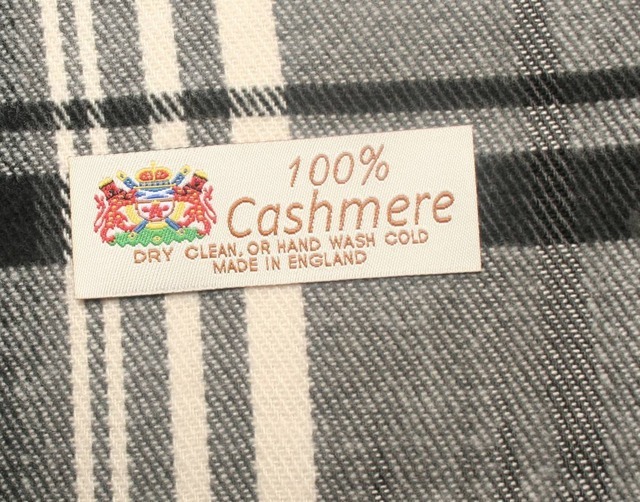 100%
Cashmere
DRY CLEAN, OR HAND WASH COLD
MADE IN ENGLAND